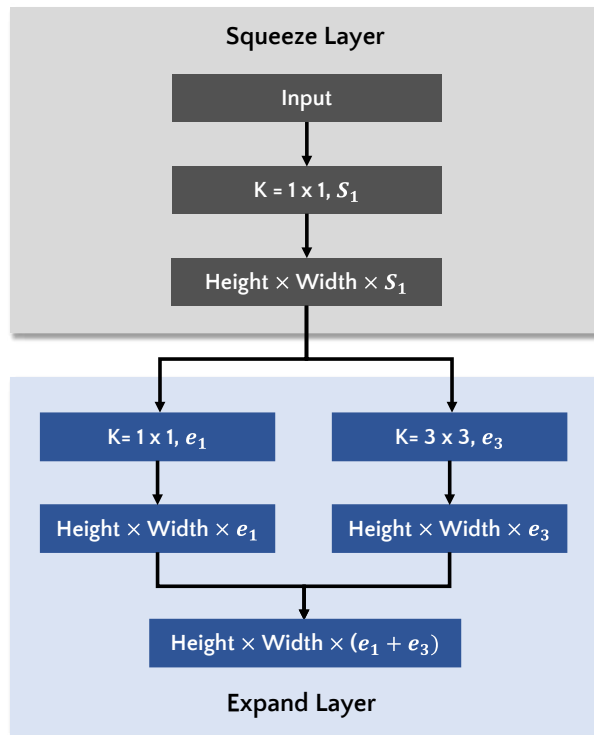 Squeeze Layer
Input
K = 1 x 1, S₁
Height × Width × S₁
K= 1 x 1, e₁
K= 3 x 3, e₃
Height × Width × e₁
Height × Width × e₃
Height × Width × (e₁ + e₃)
Expand Layer